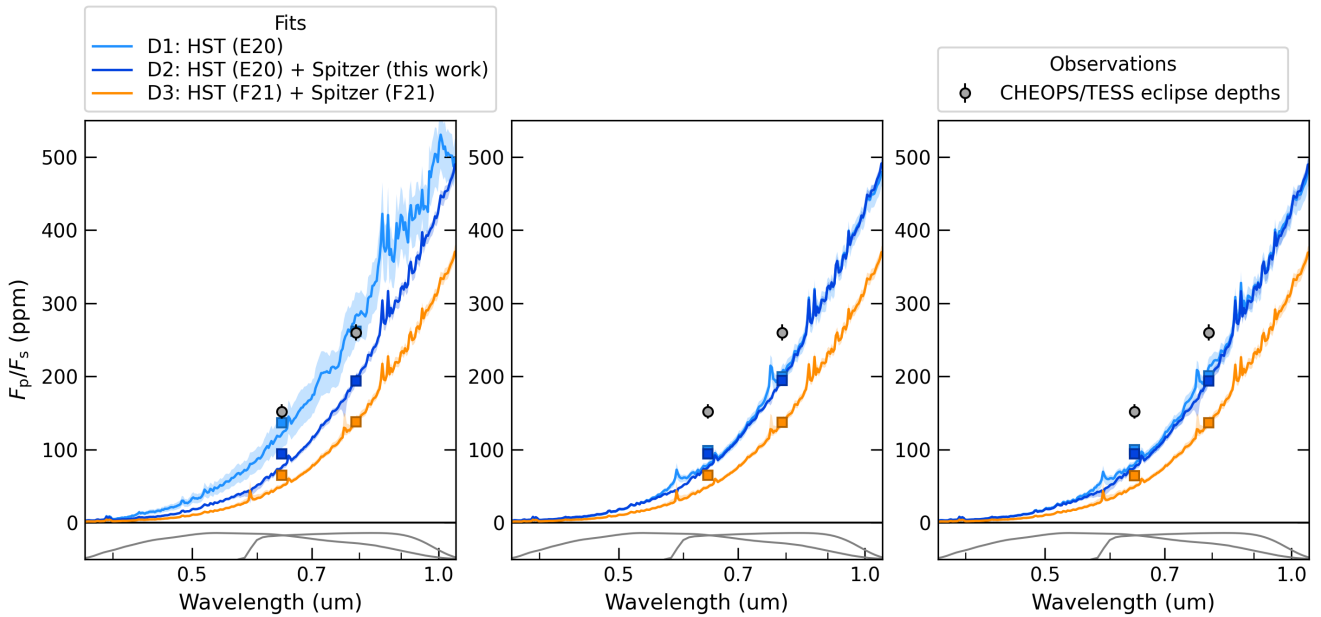 Fits
D1: HST (E20)
D2: HST (E20) + Spitzer (this work)
D3: HST (F21) + Spitzer (F21)
Observations
CHEOPS/TESS eclipse depths
Fp/Fs (ppm)
500
400
300
200
100
0
0.5 0.7 1.0
Wavelength (um)
500
400
300
200
100
0
0.5 0.7 1.0
Wavelength (um)
500
400
300
200
100
0
0.5 0.7 1.0
Wavelength (um)